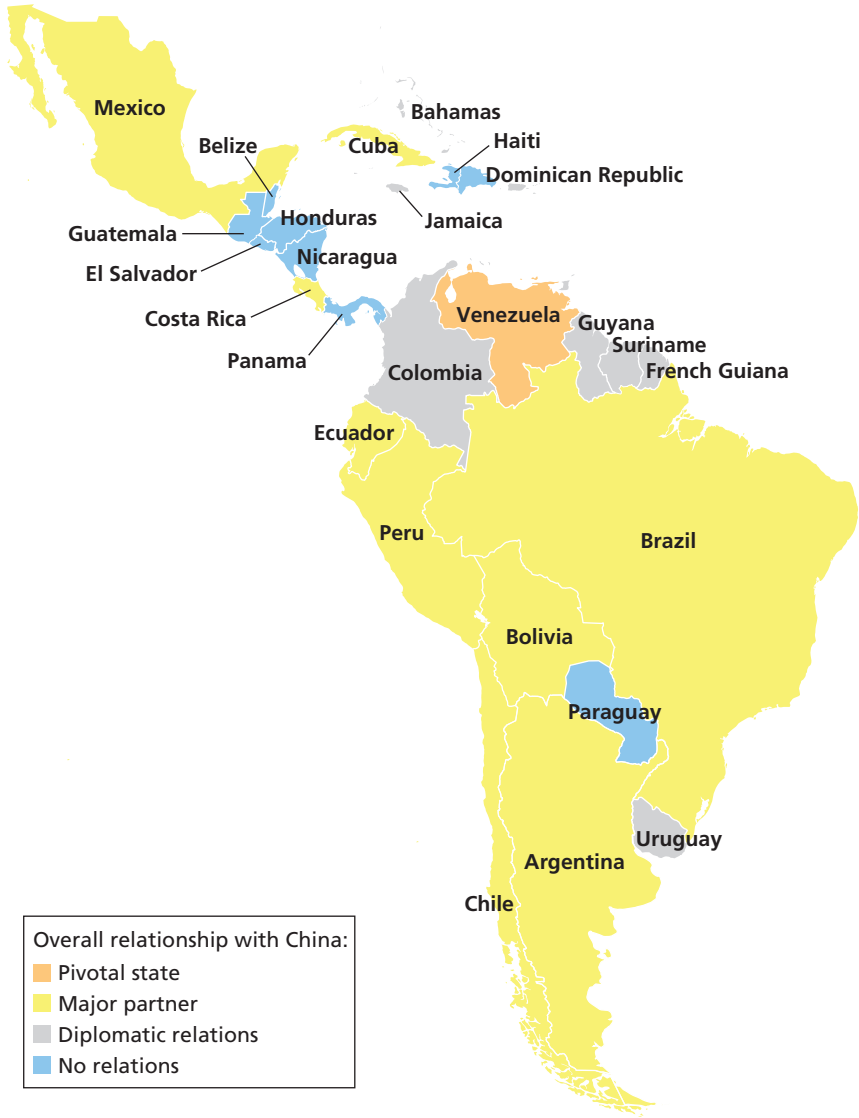 Mexico
Bahamas
Belize
Cuba
Haiti
Dominican Republic
Jamaica
Honduras
Guatemala
Nicaragua
El Salvador
Costa Rica
Panama
Venezuela
Guyana
Suriname
French Guiana
Colombia
Ecuador
Peru
Brazil
Bolivia
Paraguay
Uruguay
Argentina
Chile
Overall relationship with China:
Pivotal state
Major partner
Diplomatic relations
No relations